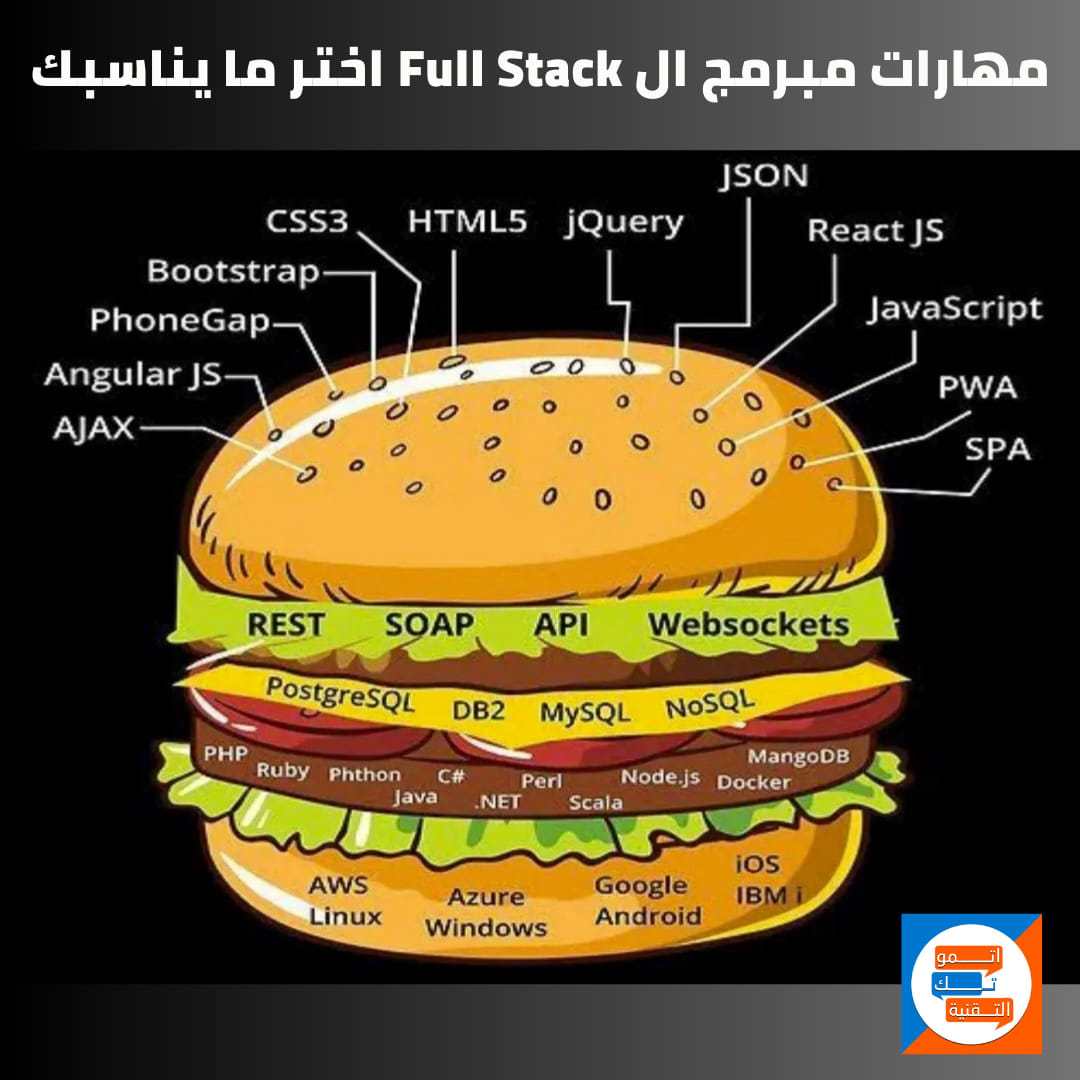 مهارات مبرمج ال Full Stack اختر ما يناسبك
JSON
CSS3 HTML5 jQuery React JS
Bootstrap
PhoneGap JavaScript
Angular JS PWA
AJAX SPA
REST SOAP API Websockets
PostgreSQL DB2 MySQL NoSQL
PHP Ruby Phthon C# Perl Node.js Docker MangoDB
Java .NET Scala
AWS Azure Google iOS
Linux Windows Android IBM i
اتمو
تك
التقنية